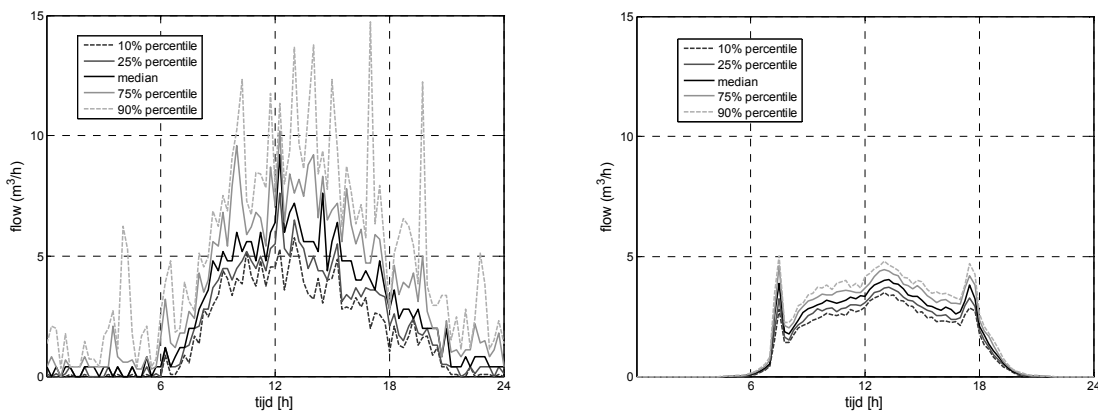 15
10
5
0
flow (m³/h)
10% percentile
25% percentile
median
75% percentile
90% percentile
6
12
18
24
tijd [h]
15
10
5
0
flow (m³/h)
10% percentile
25% percentile
median
75% percentile
90% percentile
6
12
18
24
tijd [h]